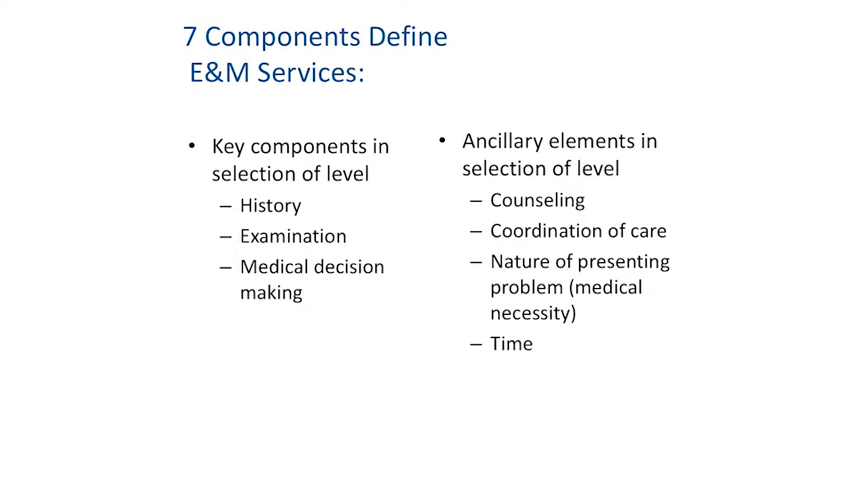 7 Components Define
E&M Services:
• Key components in
selection of level
– History
– Examination
– Medical decision
making
• Ancillary elements in
selection of level
– Counseling
– Coordination of care
– Nature of presenting
problem (medical
necessity)
– Time